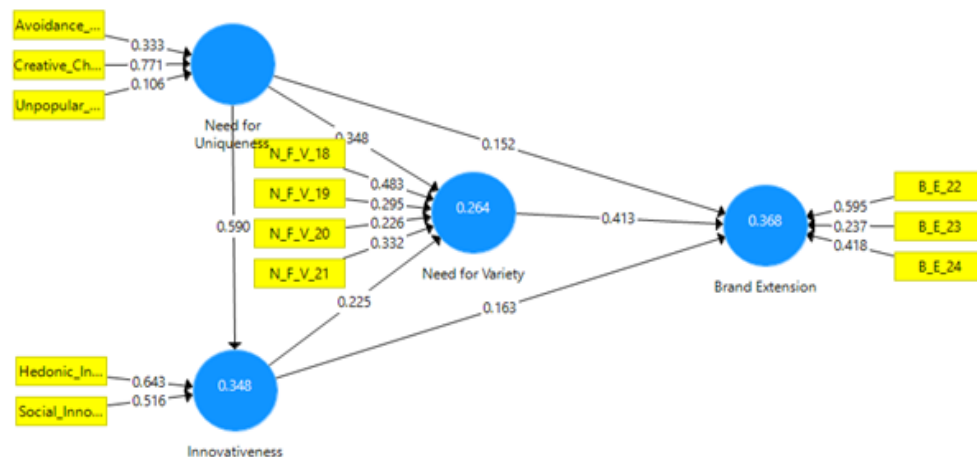 Avoidance_...
0.333
Creative_Ch...
0.771
Unpopular_...
0.106
Need for
Uniqueness
0.348
0.152
N_F_V_18
0.483
N_F_V_19
0.295
N_F_V_20
0.226
N_F_V_21
0.332
0.590
0.264
Need for Variety
0.413
0.368
Brand Extension
0.595
B_E_22
0.237
B_E_23
0.418
B_E_24
0.225
0.163
Hedonic_In...
0.643
Social_Inno...
0.516
0.348
Innovativeness